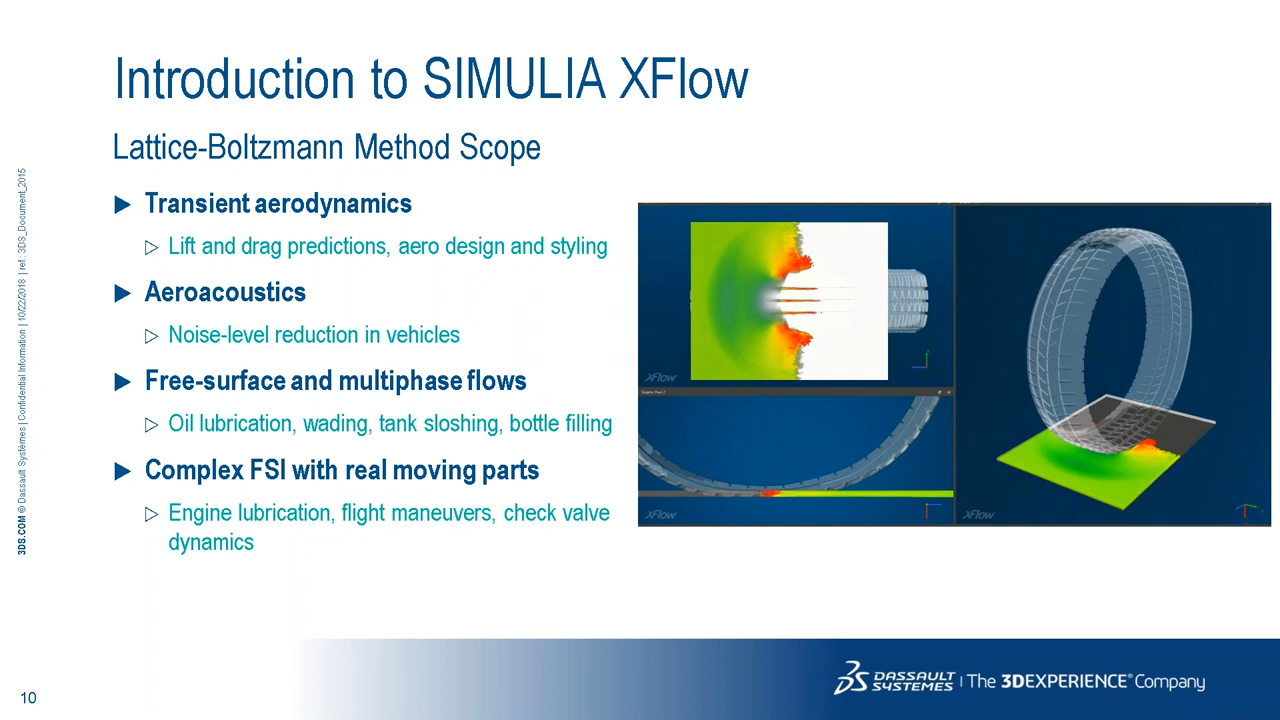 Introduction to SIMULIA XFlow
Lattice-Boltzmann Method Scope
Transient aerodynamics
Lift and drag predictions, aero design and styling
Aeroacoustics
Noise-level reduction in vehicles
Free-surface and multiphase flows
Oil lubrication, wading, tank sloshing, bottle filling
Complex FSI with real moving parts
Engine lubrication, flight maneuvers, check valve
dynamics
XFlow
Graphic View 2
XFlow
XFlow
3DS.COM © Dassault Systèmes | Confidential Information | 10/22/2018 | ref.: 3DS_Document_2015
10
DASSAULT
SYSTEMES
The 3DEXPERIENCE® Company